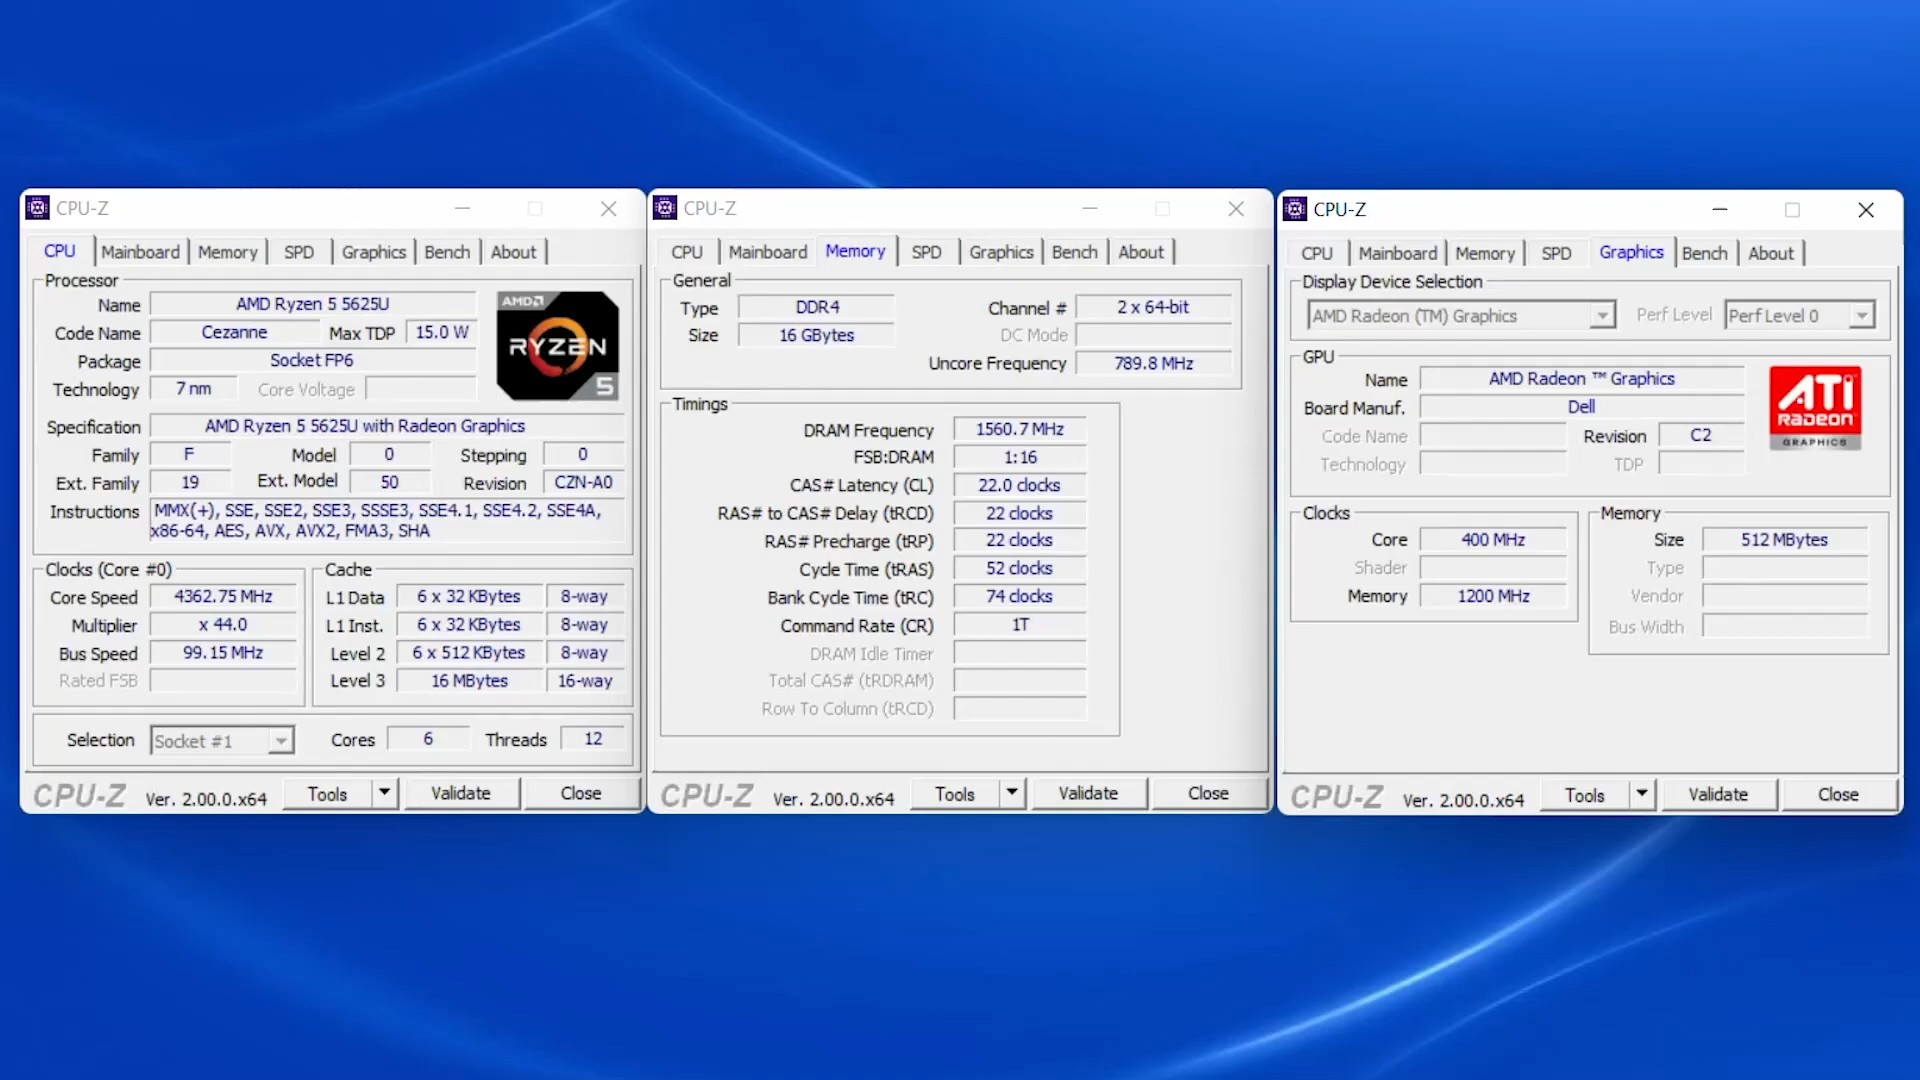 CPU-Z
CPU Mainboard Memory SPD Graphics Bench About
Processor
Name AMD Ryzen 5 5625U
Code Name Cezanne Max TDP 15.0 W
Package Socket FP6
Technology 7 nm Core Voltage
AMD
RYZEN
5
Specification AMD Ryzen 5 5625U with Radeon Graphics
Family F Model 0 Stepping 0
Ext. Family 19 Ext. Model 50 Revision CZN-A0
Instructions MMX(+), SSE, SSE2, SSE3, SSSE3, SSE4.1, SSE4.2, SSE4A,
x86-64, AES, AVX, AVX2, FMA3, SHA
Clocks (Core #0)
Core Speed 4362.75 MHz
Multiplier x 44.0
Bus Speed 99.15 MHz
Rated FSB
Cache
L1 Data 6 x 32 KBytes 8-way
L1 Inst. 6 x 32 KBytes 8-way
Level 2 6 x 512 KBytes 8-way
Level 3 16 MBytes 16-way
Selection Socket #1 Cores 6 Threads 12
CPU-Z Ver. 2.00.0.x64 Tools Validate Close
CPU-Z
CPU Mainboard Memory SPD Graphics Bench About
General
Type DDR4 Channel # 2 x 64-bit
Size 16 GBytes DC Mode
Uncore Frequency 789.8 MHz
Timings
DRAM Frequency 1560.7 MHz
FSB:DRAM 1:16
CAS# Latency (CL) 22.0 clocks
RAS# to CAS# Delay (tRCD) 22 clocks
RAS# Precharge (tRP) 22 clocks
Cycle Time (tRAS) 52 clocks
Bank Cycle Time (tRC) 74 clocks
Command Rate (CR) 1T
DRAM Idle Timer
Total CAS# (tRDRAM)
Row To Column (tRCD)
CPU-Z Ver. 2.00.0.x64 Tools Validate Close
CPU-Z
CPU Mainboard Memory SPD Graphics Bench About
Display Device Selection
AMD Radeon (TM) Graphics Perf Level Perf Level 0
GPU
Name AMD Radeon ™ Graphics
Board Manuf. Dell
Code Name Revision C2
Technology TDP
ATI
RADEON
GRAPHICS
Clocks
Core 400 MHz
Shader
Memory 1200 MHz
Memory
Size 512 MBytes
Type
Vendor
Bus Width
CPU-Z Ver. 2.00.0.x64 Tools Validate Close